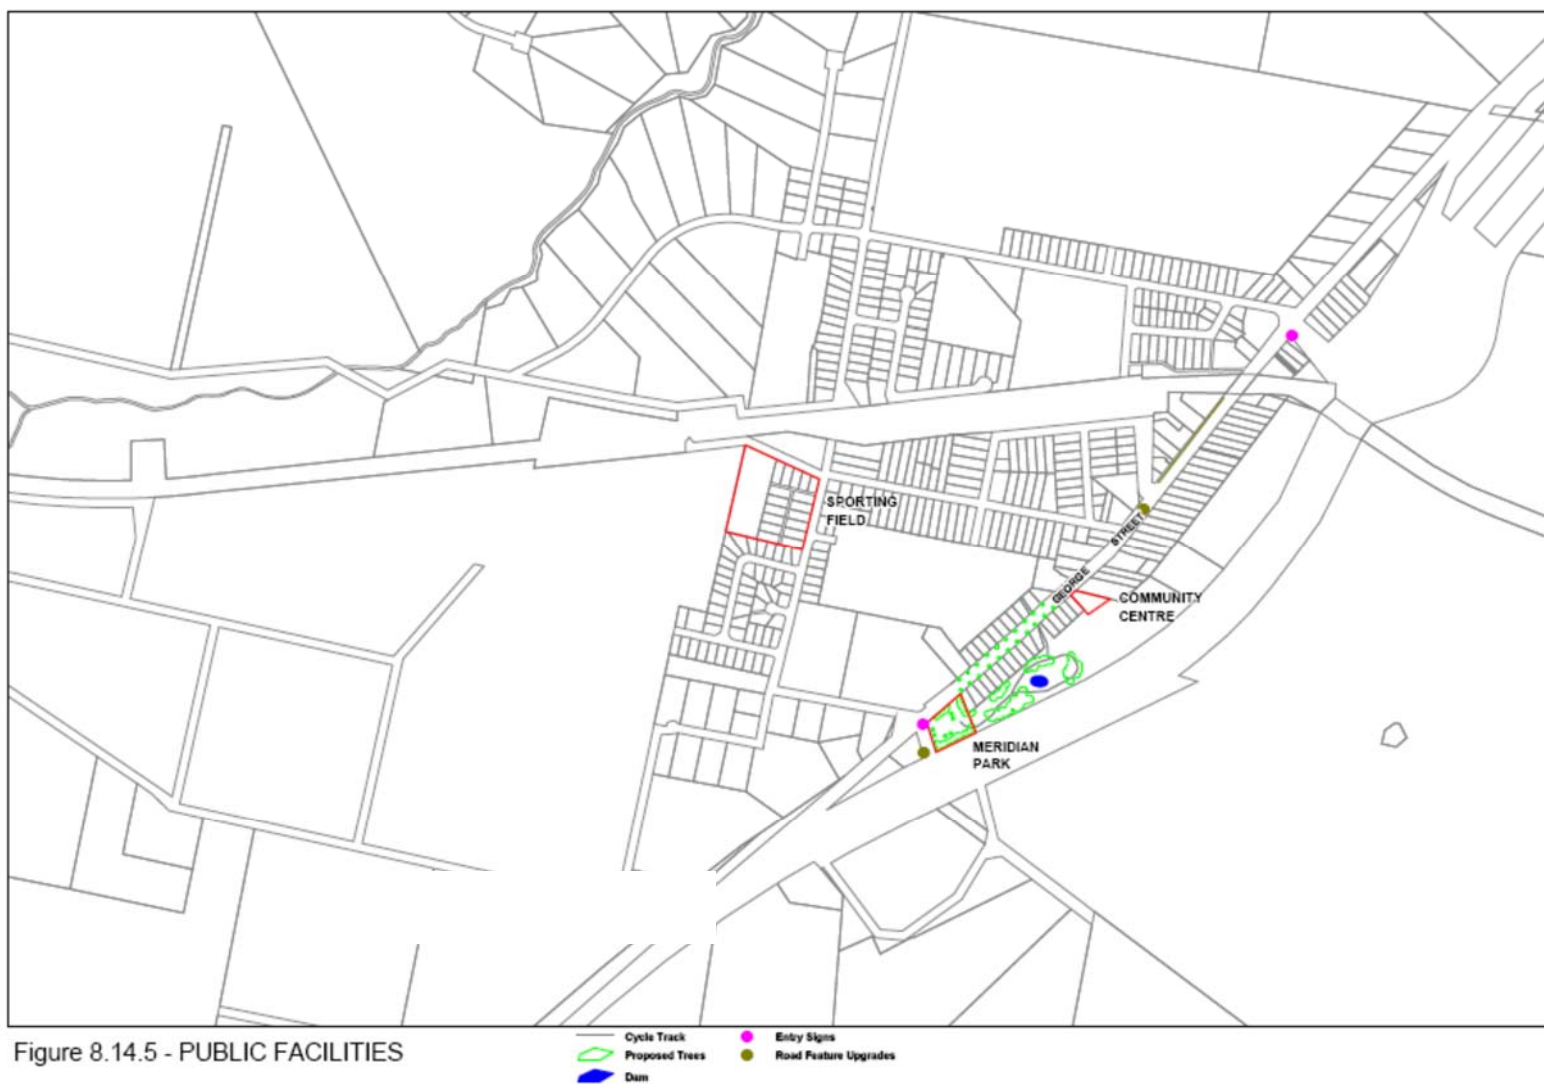 SPORTING
FIELD
GEORGE STREET
COMMUNITY
CENTRE
MERIDIAN
PARK
Figure 8.14.5 - PUBLIC FACILITIES
Cycle Track
Proposed Trees
Dam
Entry Signs
Road Feature Upgrades